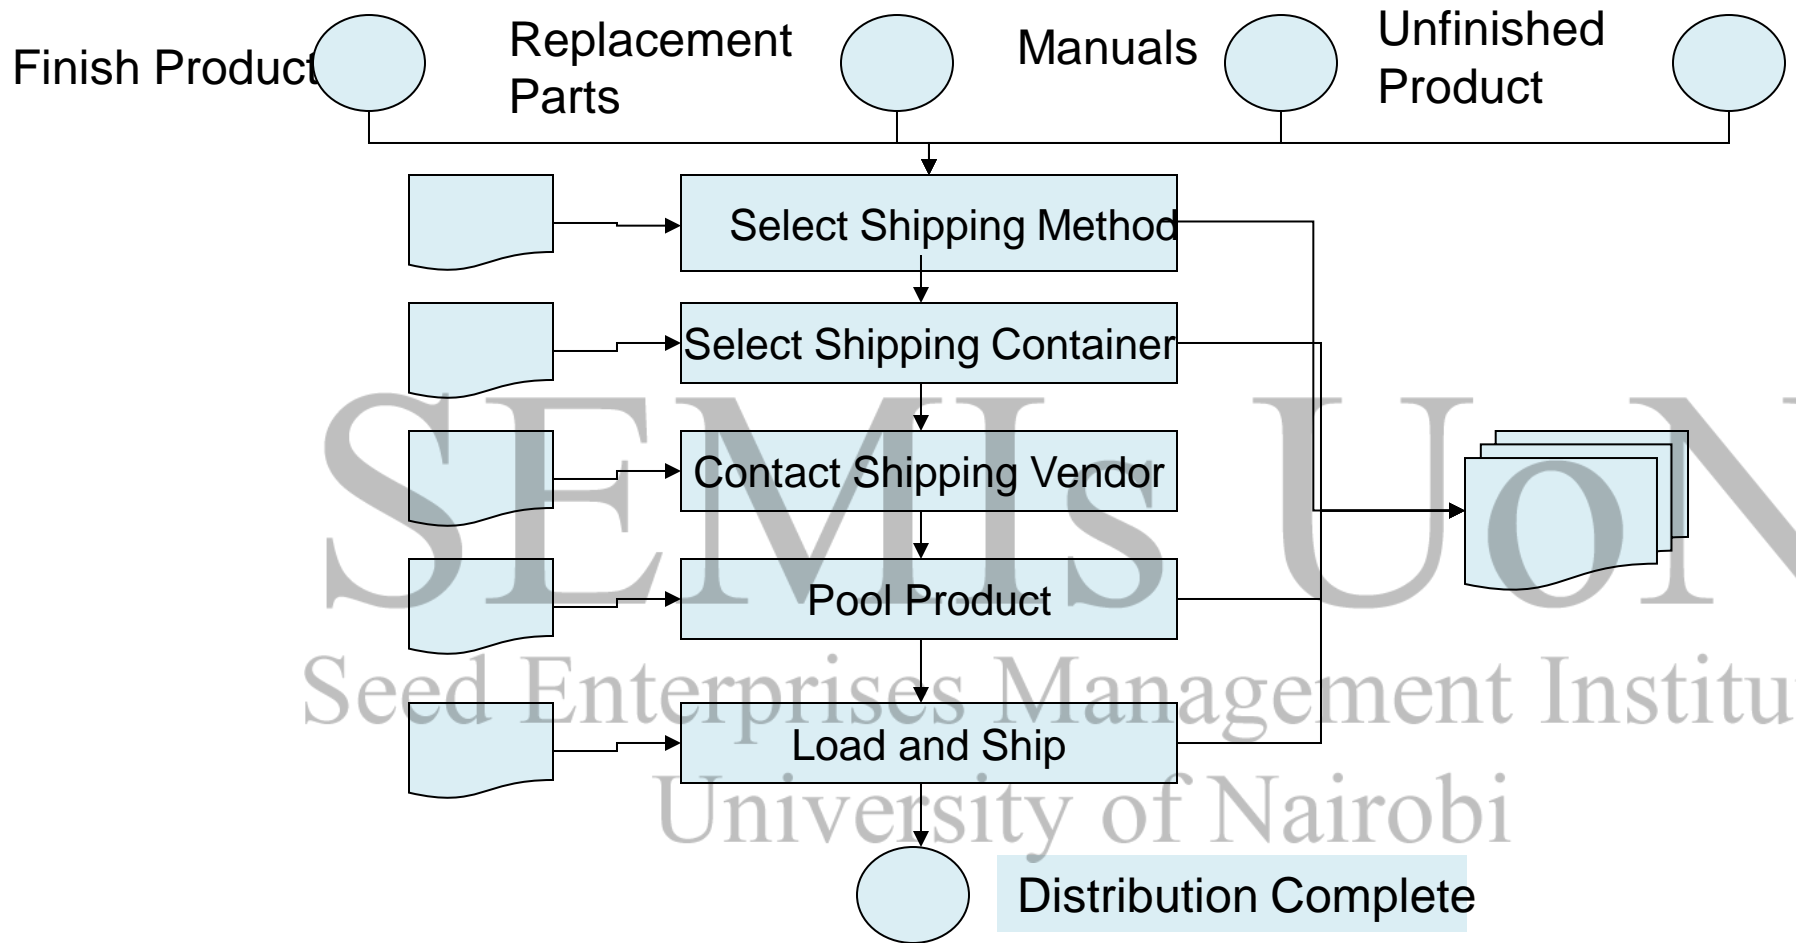 Finish Product
Replacement
Parts
Manuals
Unfinished
Product
Select Shipping Method
Select Shipping Container
SEMIs UoN
Contact Shipping Vendor
Pool Product
Seed Enterprises Management Institu
Load and Ship
University of Nairobi
Distribution Complete